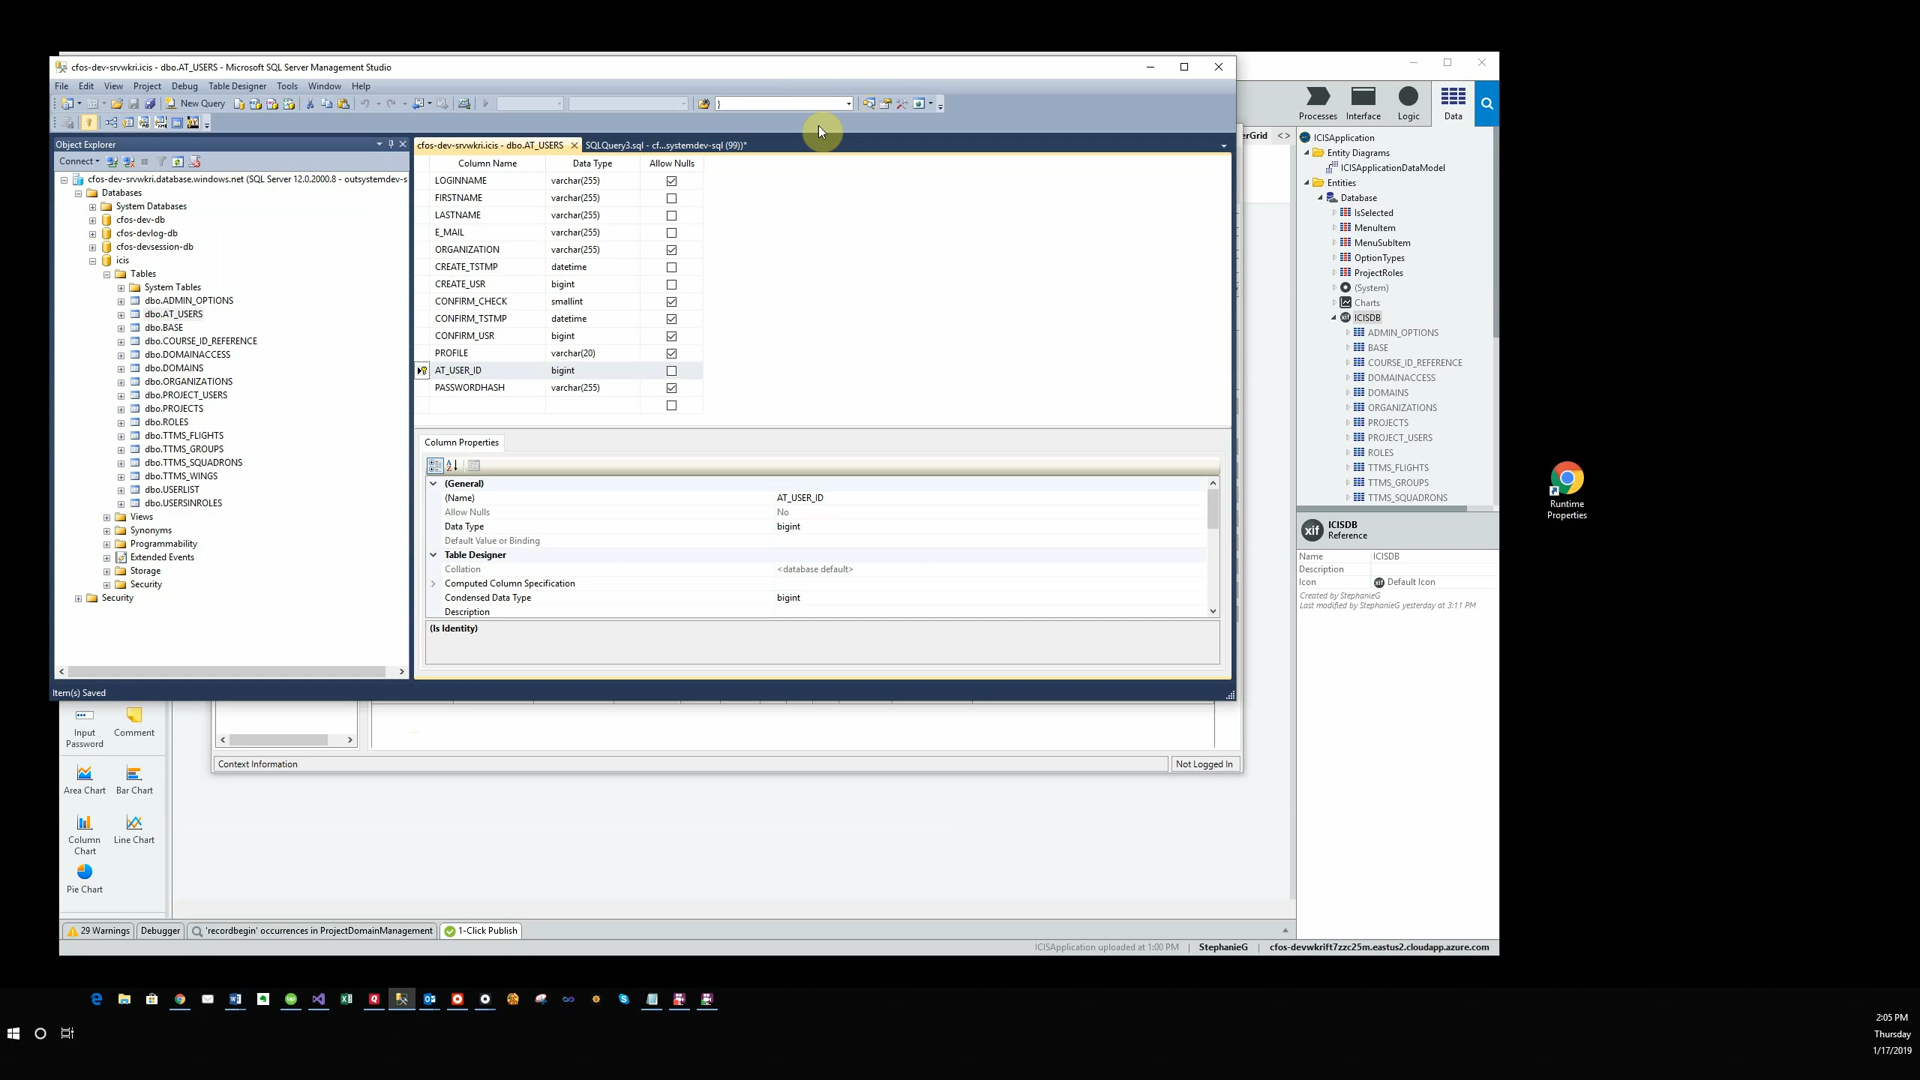 cfos-dev-srvwkri.icis - dbo.AT_USERS - Microsoft SQL Server Management Studio
File Edit View Project Debug Table Designer Tools Window Help
New Query }
Object Explorer
Connect
cfos-dev-srvwkri.database.windows.net (SQL Server 12.0.2000.8 - outsystemdev-s
Databases
System Databases
cfos-dev-db
cfos-devlog-db
cfos-devsession-db
icis
Tables
System Tables
dbo.ADMIN_OPTIONS
dbo.AT_USERS
dbo.BASE
dbo.COURSE_ID_REFERENCE
dbo.DOMAINACCESS
dbo.DOMAINS
dbo.ORGANIZATIONS
dbo.PROJECT_USERS
dbo.PROJECTS
dbo.ROLES
dbo.TTMS_FLIGHTS
dbo.TTMS_GROUPS
dbo.TTMS_SQUADRONS
dbo.TTMS_WINGS
dbo.USERLIST
dbo.USERSINROLES
Views
Synonyms
Programmability
Extended Events
Storage
Security
Security
Item(s) Saved
cfos-dev-srvwkri.icis - dbo.AT_USERS SQLQuery3.sql - cf...systemdev-sql (99))*
Column Name Data Type Allow Nulls
LOGINNAME varchar(255)
FIRSTNAME varchar(255)
LASTNAME varchar(255)
E_MAIL varchar(255)
ORGANIZATION varchar(255)
CREATE_TSTMP datetime
CREATE_USR bigint
CONFIRM_CHECK smallint
CONFIRM_TSTMP datetime
CONFIRM_USR bigint
PROFILE varchar(20)
AT_USER_ID bigint
PASSWORDHASH varchar(255)
Column Properties
(General)
(Name) AT_USER_ID
Allow Nulls No
Data Type bigint
Default Value or Binding
Table Designer
Collation <database default>
Computed Column Specification
Condensed Data Type bigint
Description
(Is Identity)
Processes Interface Logic Data
erGrid
ICISApplication
Entity Diagrams
ICISApplicationDataModel
Entities
Database
IsSelected
MenuItem
MenuSubItem
OptionTypes
ProjectRoles
(System)
Charts
xif ICISDB
ADMIN_OPTIONS
BASE
COURSE_ID_REFERENCE
DOMAINACCESS
DOMAINS
ORGANIZATIONS
PROJECTS
PROJECT_USERS
ROLES
TTMS_FLIGHTS
TTMS_GROUPS
TTMS_SQUADRONS
xif ICISDB
Reference
Name ICISDB
Description
Icon xif Default Icon
Created by StephanieG
Last modified by StephanieG yesterday at 3:11 PM
Runtime
Properties
Input
Password
Comment
Area Chart Bar Chart
Column
Chart
Line Chart
Pie Chart
Context Information Not Logged In
29 Warnings Debugger 'recordbegin' occurrences in ProjectDomainManagement 1-Click Publish
ICISApplication uploaded at 1:00 PM StephanieG cfos-devwkrift7zzc25m.eastus2.cloudapp.azure.com
2:05 PM
Thursday
1/17/2019